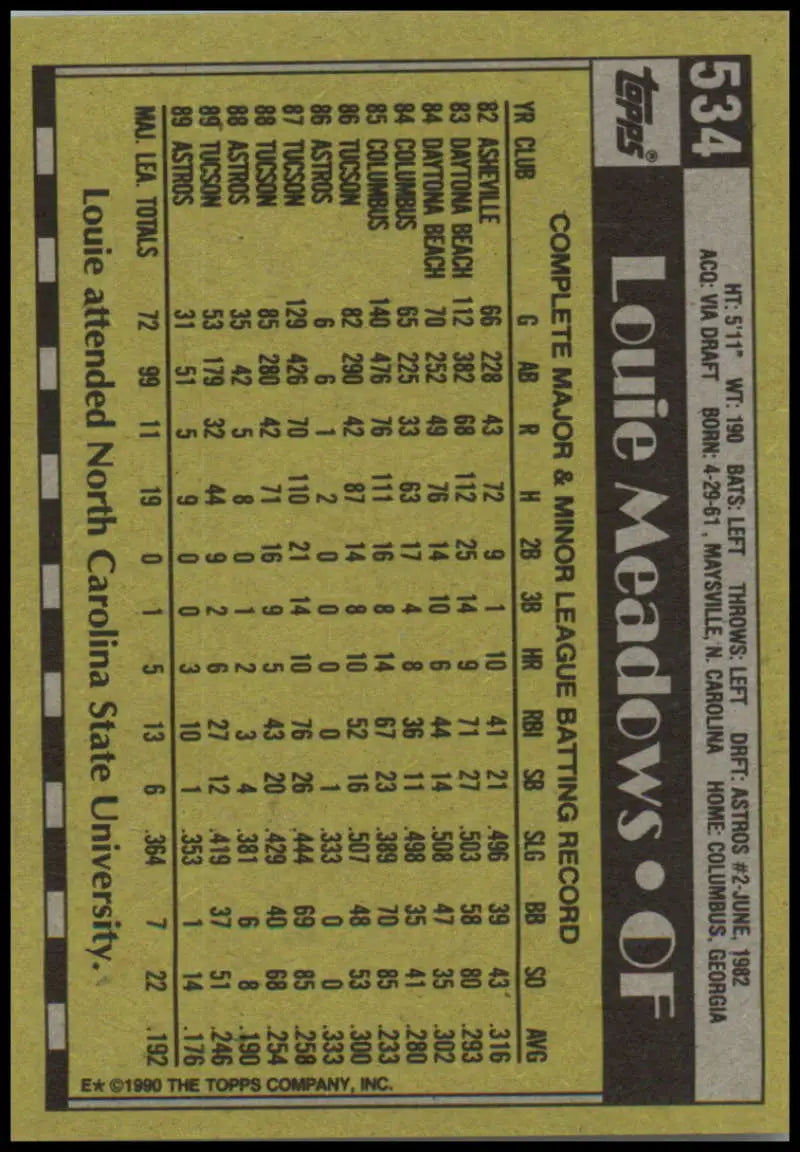 534
HT: 5'11" WT: 190 BATS: LEFT THROWS: LEFT DRFT: ASTROS #2-JUNE, 1982
ACQ: VIA DRAFT BORN: 4-29-61, MAYSVILLE, N. CAROLINA HOME: COLUMBUS, GEORGIA
topps®
Louie Meadows • OF
COMPLETE MAJOR & MINOR LEAGUE BATTING RECORD
YR CLUB G AB R H 2B 3B HR RBI SB SLG BB SO AVG
82 ASHEVILLE 66 228 43 72 9 1 10 41 21 .496 39 43 .316
83 DAYTONA BEACH 112 382 68 112 25 14 9 71 27 .503 58 80 .293
84 DAYTONA BEACH 70 252 49 76 14 10 6 44 14 .508 47 35 .302
84 COLUMBUS 65 225 33 63 17 4 8 36 11 .498 35 41 .280
85 COLUMBUS 140 476 76 111 16 8 14 67 23 .389 70 85 .233
86 TUCSON 82 290 42 87 14 8 10 52 16 .507 48 53 .300
86 ASTROS 6 6 1 2 0 0 0 0 1 .333 0 0 .333
87 TUCSON 129 426 70 110 21 14 10 76 26 .444 69 85 .258
88 TUCSON 85 280 42 71 16 9 5 43 20 .429 40 68 .254
88 ASTROS 35 42 5 8 0 1 2 3 4 .381 6 8 .190
89 TUCSON 53 179 32 44 9 2 6 27 12 .419 37 51 .246
89 ASTROS 31 51 5 9 0 0 3 10 1 .353 1 14 .176
MAJ. LEA. TOTALS 72 99 11 19 0 1 5 13 6 .364 7 22 .192
Louie attended North Carolina State University.
E* ©1990 THE TOPPS COMPANY, INC.